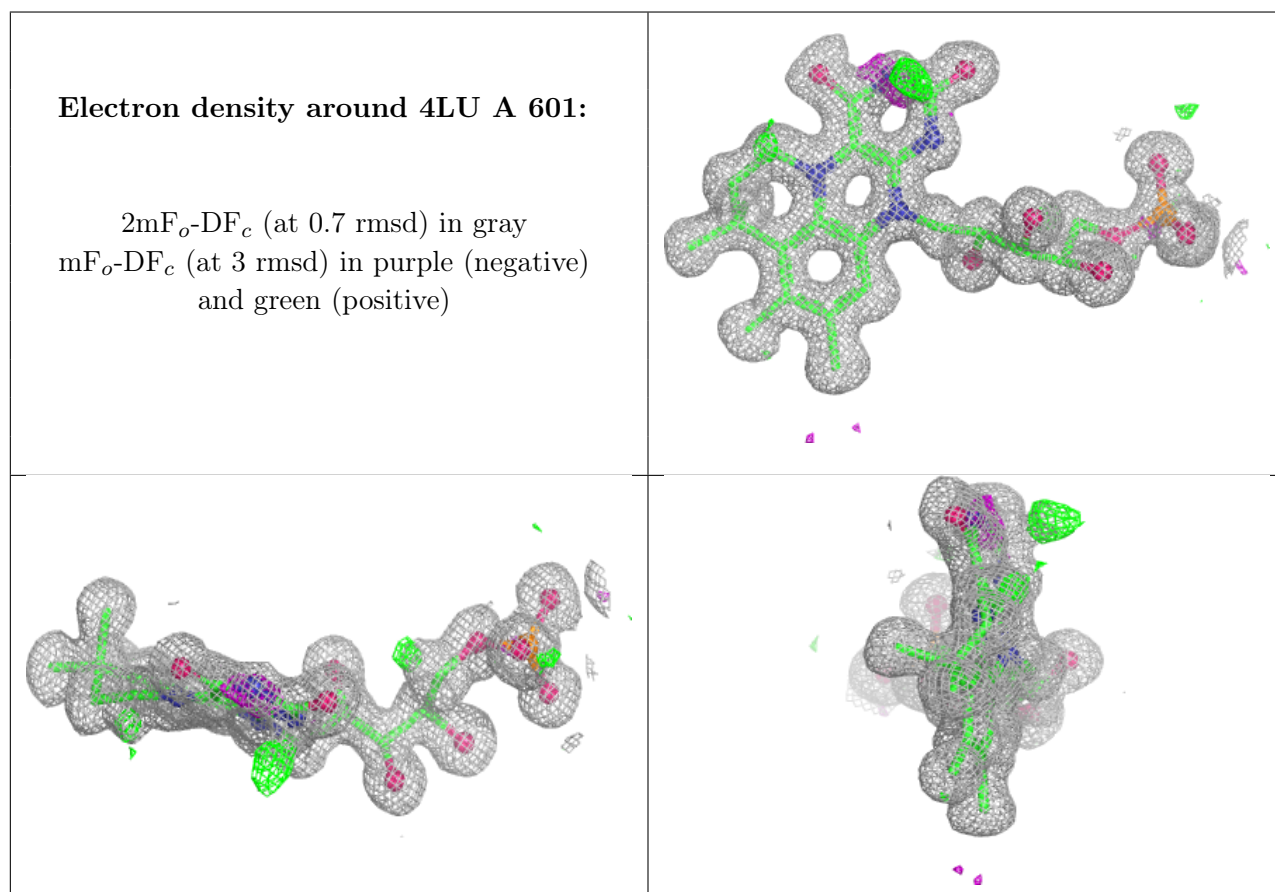 Electron density around 4LU A 601:
2mFo-DFc (at 0.7 rmsd) in gray
mFo-DFc (at 3 rmsd) in purple (negative)
and green (positive)